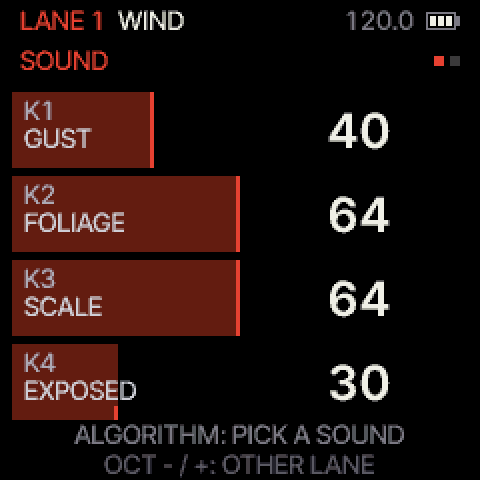 LANE 1 WIND 120.0
SOUND
K1
GUST 40
K2
FOLIAGE 64
K3
SCALE 64
K4
EXPOSED 30
ALGORITHM: PICK A SOUND
OCT - / +: OTHER LANE